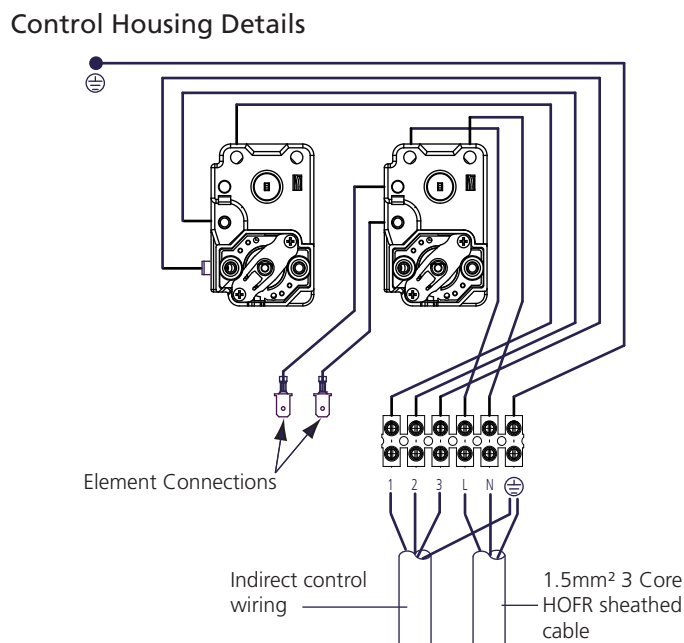 Control Housing Details
Element Connections
1 2 3 L N
Indirect control
wiring
1.5mm² 3 Core
HOFR sheathed
cable